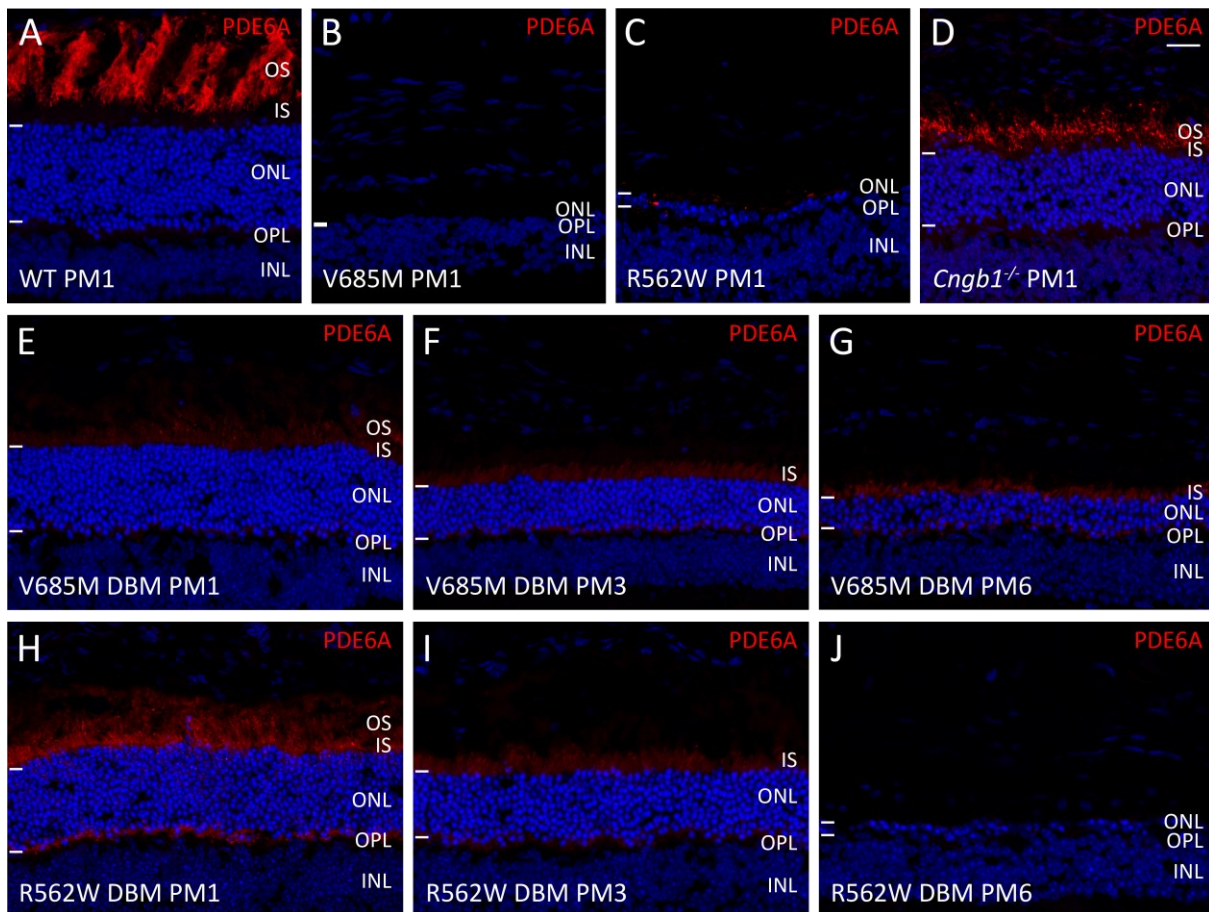 A
PDE6A
OS
IS
ONL
OPL
INL
WT PM1
B
PDE6A
ONL
OPL
INL
V685M PM1
C
PDE6A
ONL
OPL
INL
R562W PM1
D
PDE6A
OS
IS
ONL
OPL
INL
Cngb1-/- PM1
E
PDE6A
OS
IS
ONL
OPL
INL
V685M DBM PM1
F
PDE6A
IS
ONL
OPL
INL
V685M DBM PM3
G
PDE6A
IS
ONL
OPL
INL
V685M DBM PM6
H
PDE6A
OS
IS
ONL
OPL
INL
R562W DBM PM1
I
PDE6A
IS
ONL
OPL
INL
R562W DBM PM3
J
PDE6A
ONL
OPL
INL
R562W DBM PM6